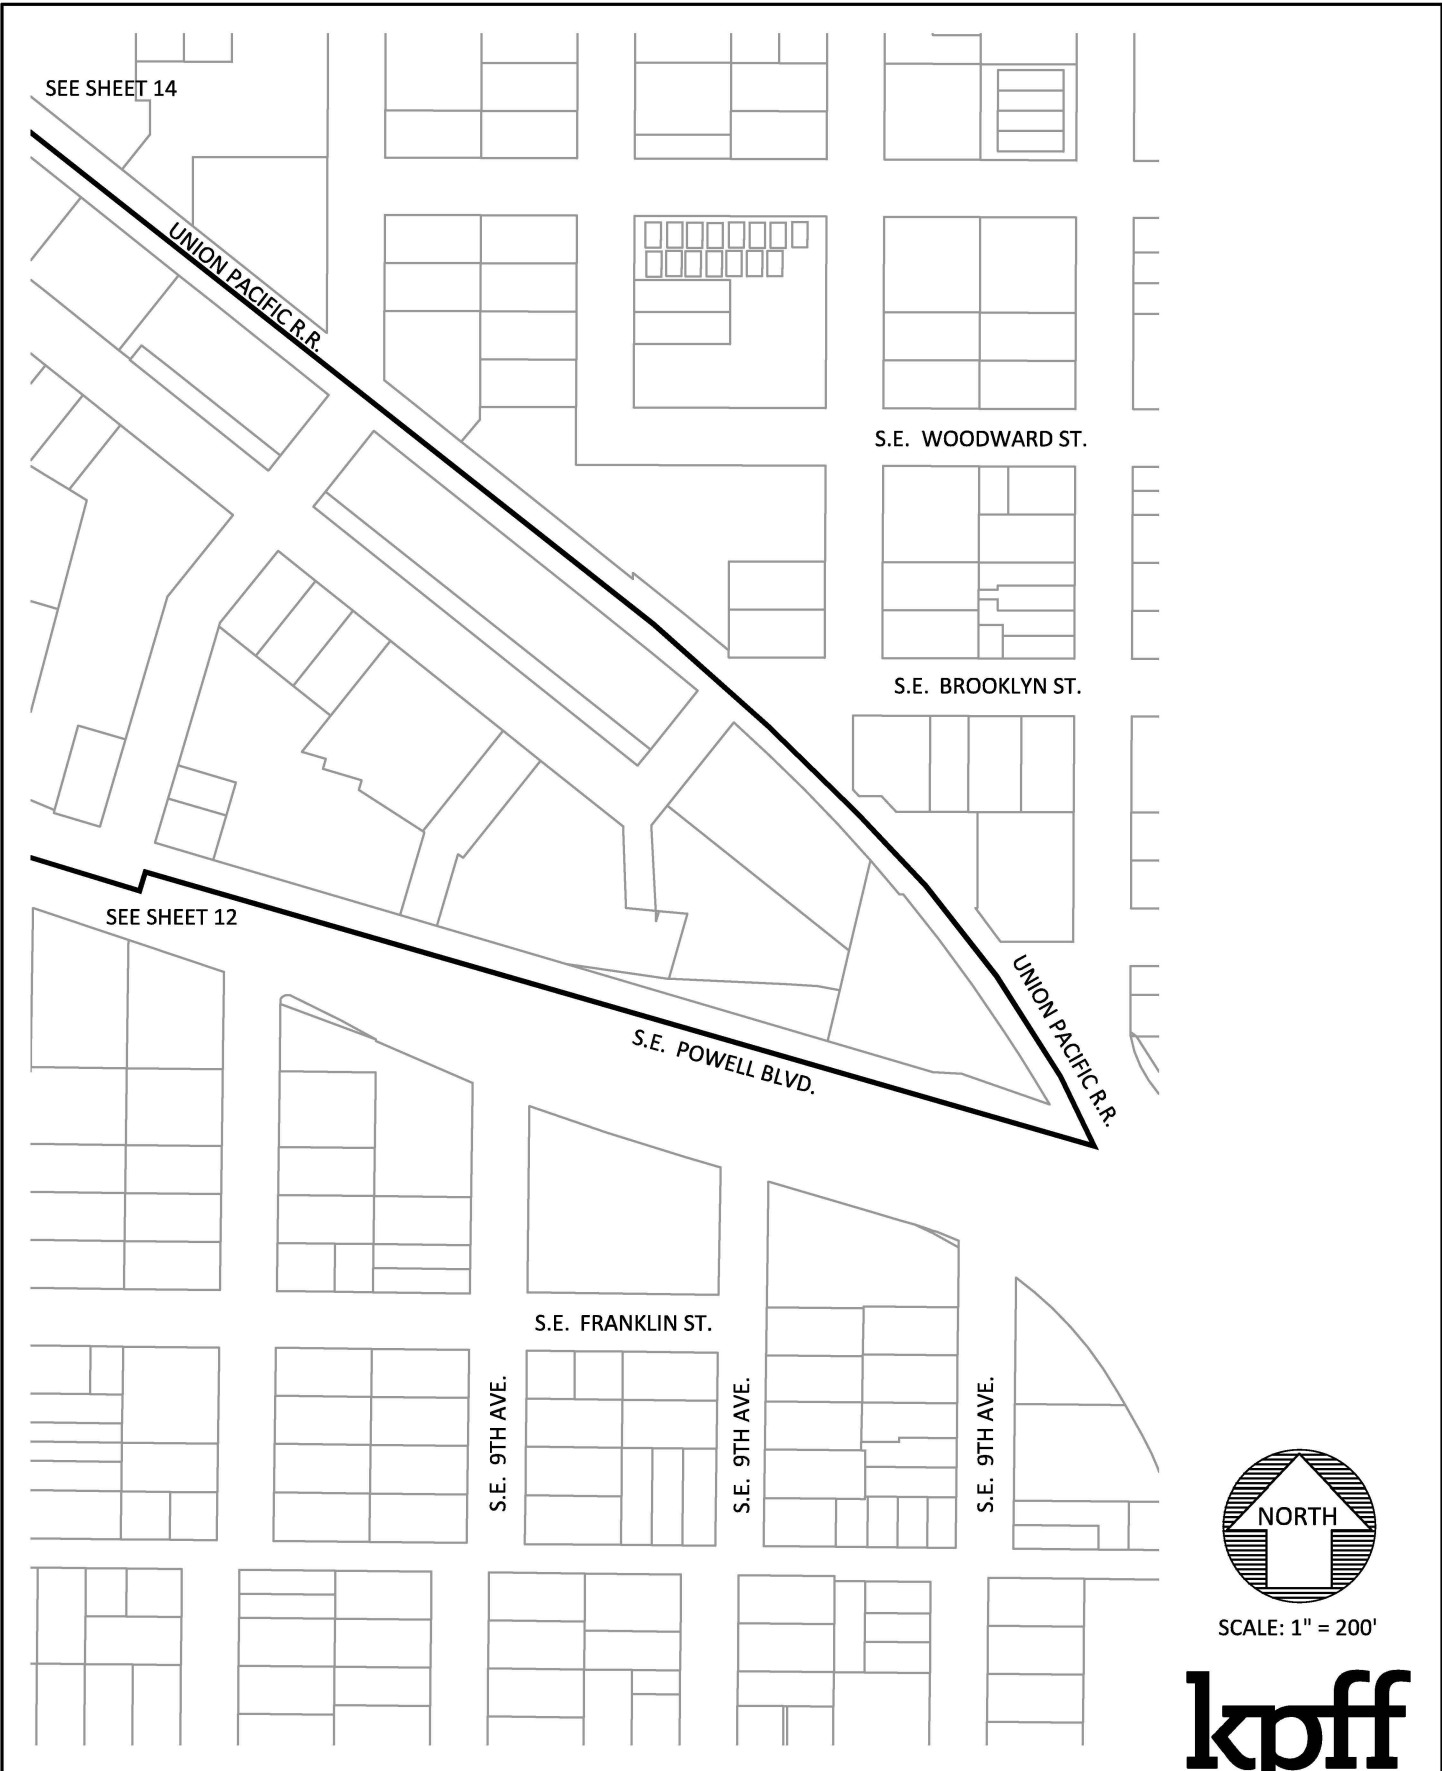 SEE SHEET 14
UNION PACIFIC R.R.
S.E. WOODWARD ST.
S.E. BROOKLYN ST.
SEE SHEET 12
UNION PACIFIC R.R.
S.E. POWELL BLVD.
S.E. FRANKLIN ST.
S.E. 9TH AVE.
S.E. 9TH AVE.
S.E. 9TH AVE.
NORTH
SCALE: 1" = 200'
kpff